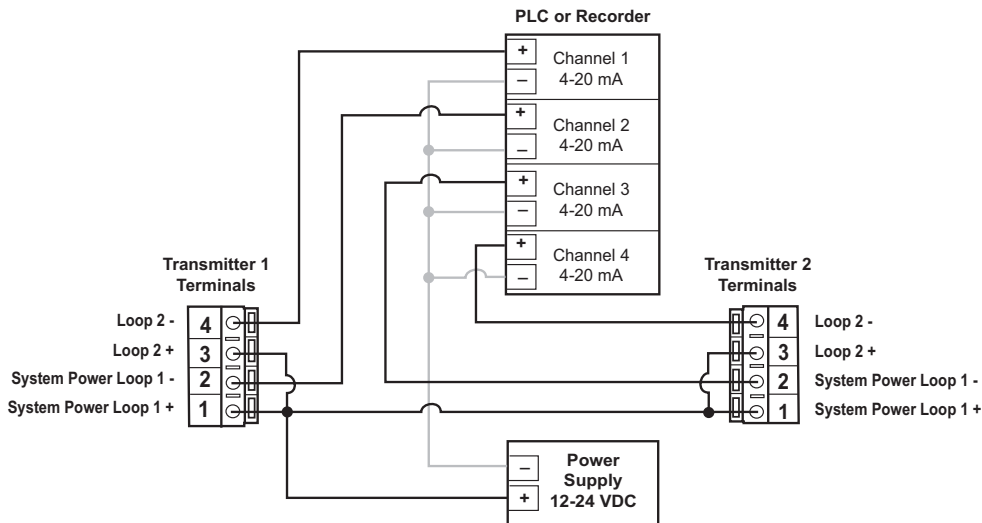 PLC or Recorder
+
Channel 1
–
4-20 mA
+
Channel 2
–
4-20 mA
+
Channel 3
–
4-20 mA
+
Channel 4
–
4-20 mA
Transmitter 1
Terminals
Loop 2 - 4
Loop 2 + 3
System Power Loop 1 - 2
System Power Loop 1 + 1
Transmitter 2
Terminals
4 Loop 2 -
3 Loop 2 +
2 System Power Loop 1 -
1 System Power Loop 1 +
–
+
Power
Supply
12-24 VDC